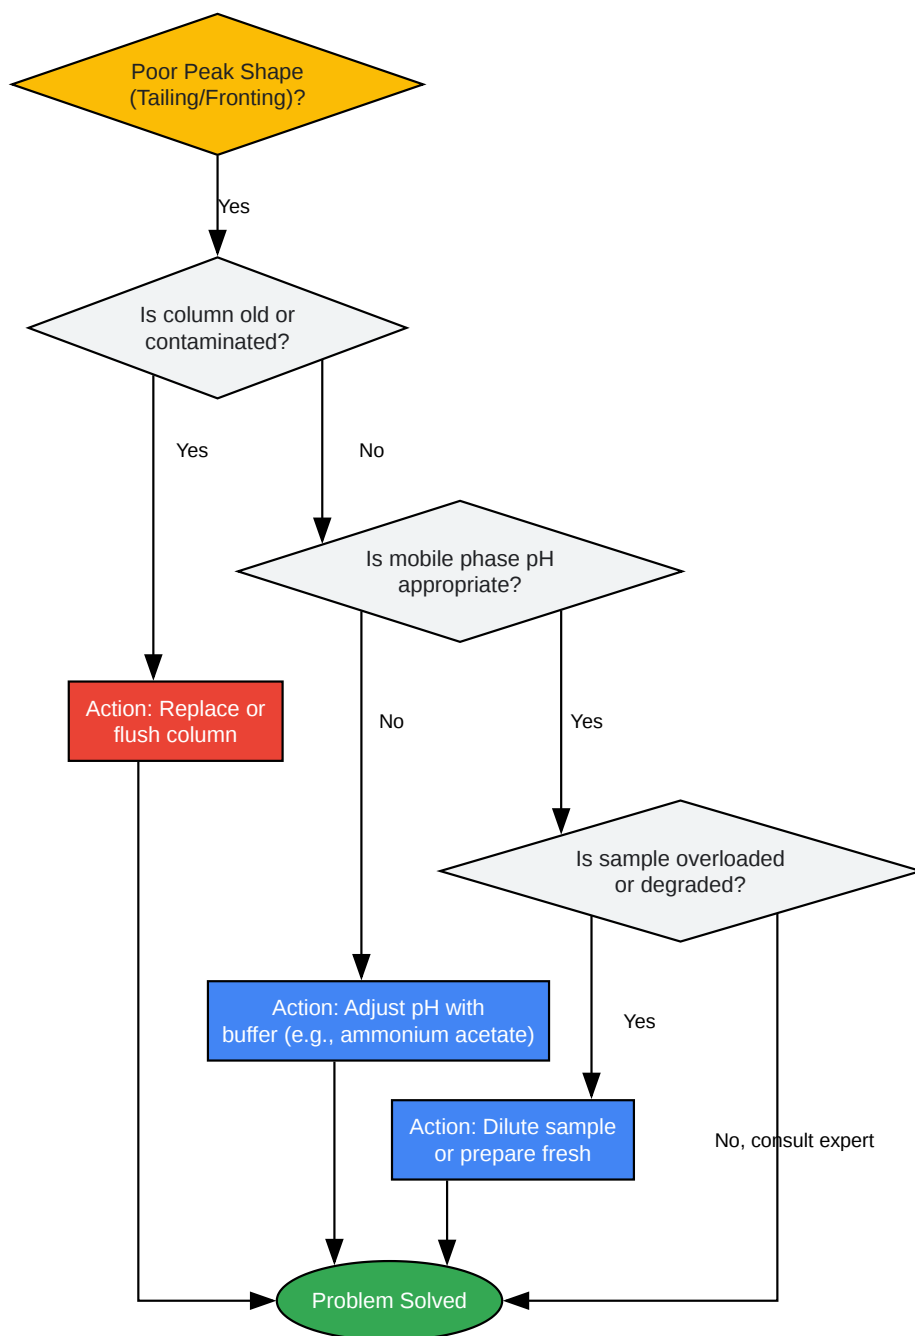 Poor Peak Shape
(Tailing/Fronting)?
Yes
Is column old or
contaminated?
Yes
No
Is mobile phase pH
appropriate?
Action: Replace or
flush column
No
Yes
Is sample overloaded
or degraded?
Action: Adjust pH with
buffer (e.g., ammonium acetate)
Yes
Action: Dilute sample
or prepare fresh
No, consult expert
Problem Solved